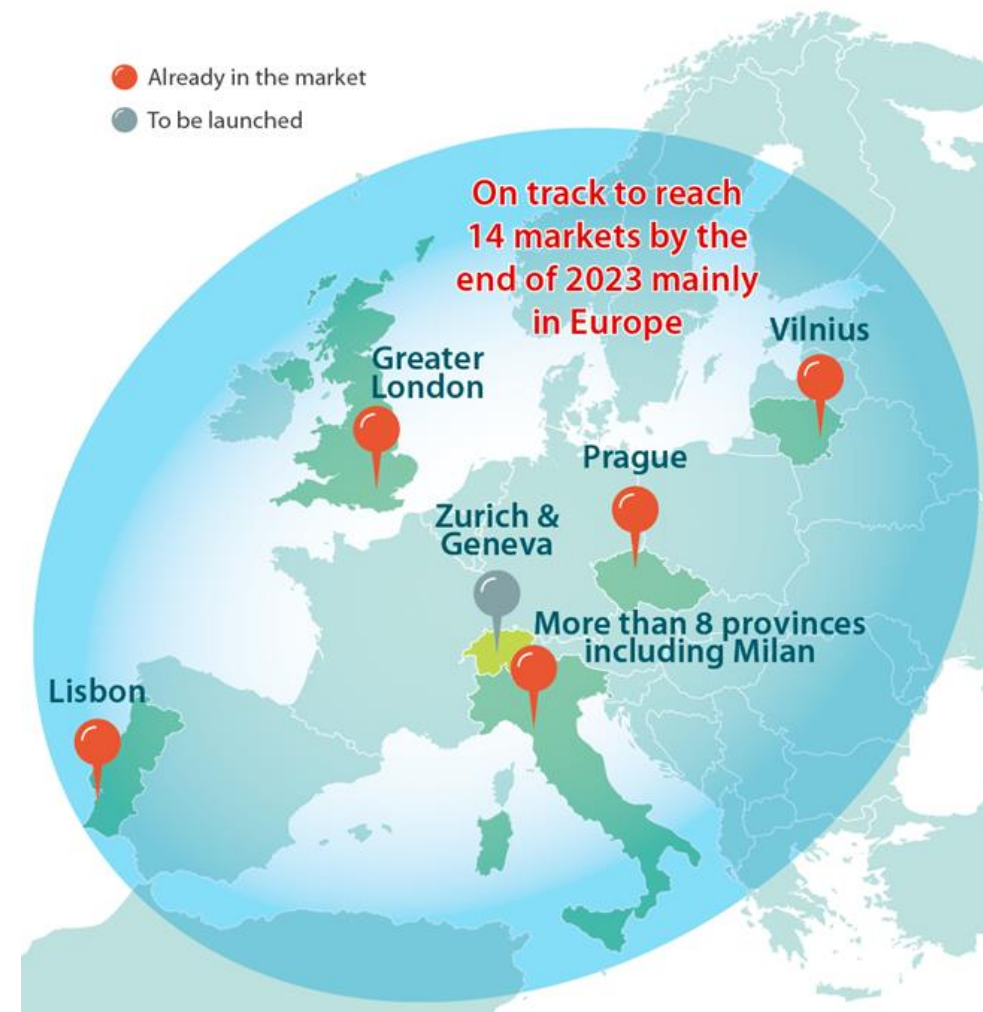 Already in the market
To be launched
On track to reach
14 markets by the
end of 2023 mainly
in Europe
Vilnius
Greater
London
Prague
Zurich &
Geneva
More than 8 provinces
including Milan
Lisbon